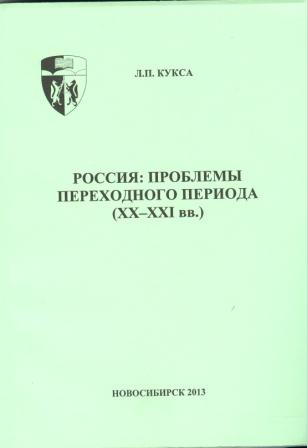 Л.П. КУКСА
РОССИЯ: ПРОБЛЕМЫ
ПЕРЕХОДНОГО ПЕРИОДА
(XX–XXI вв.)
НОВОСИБИРСК 2013